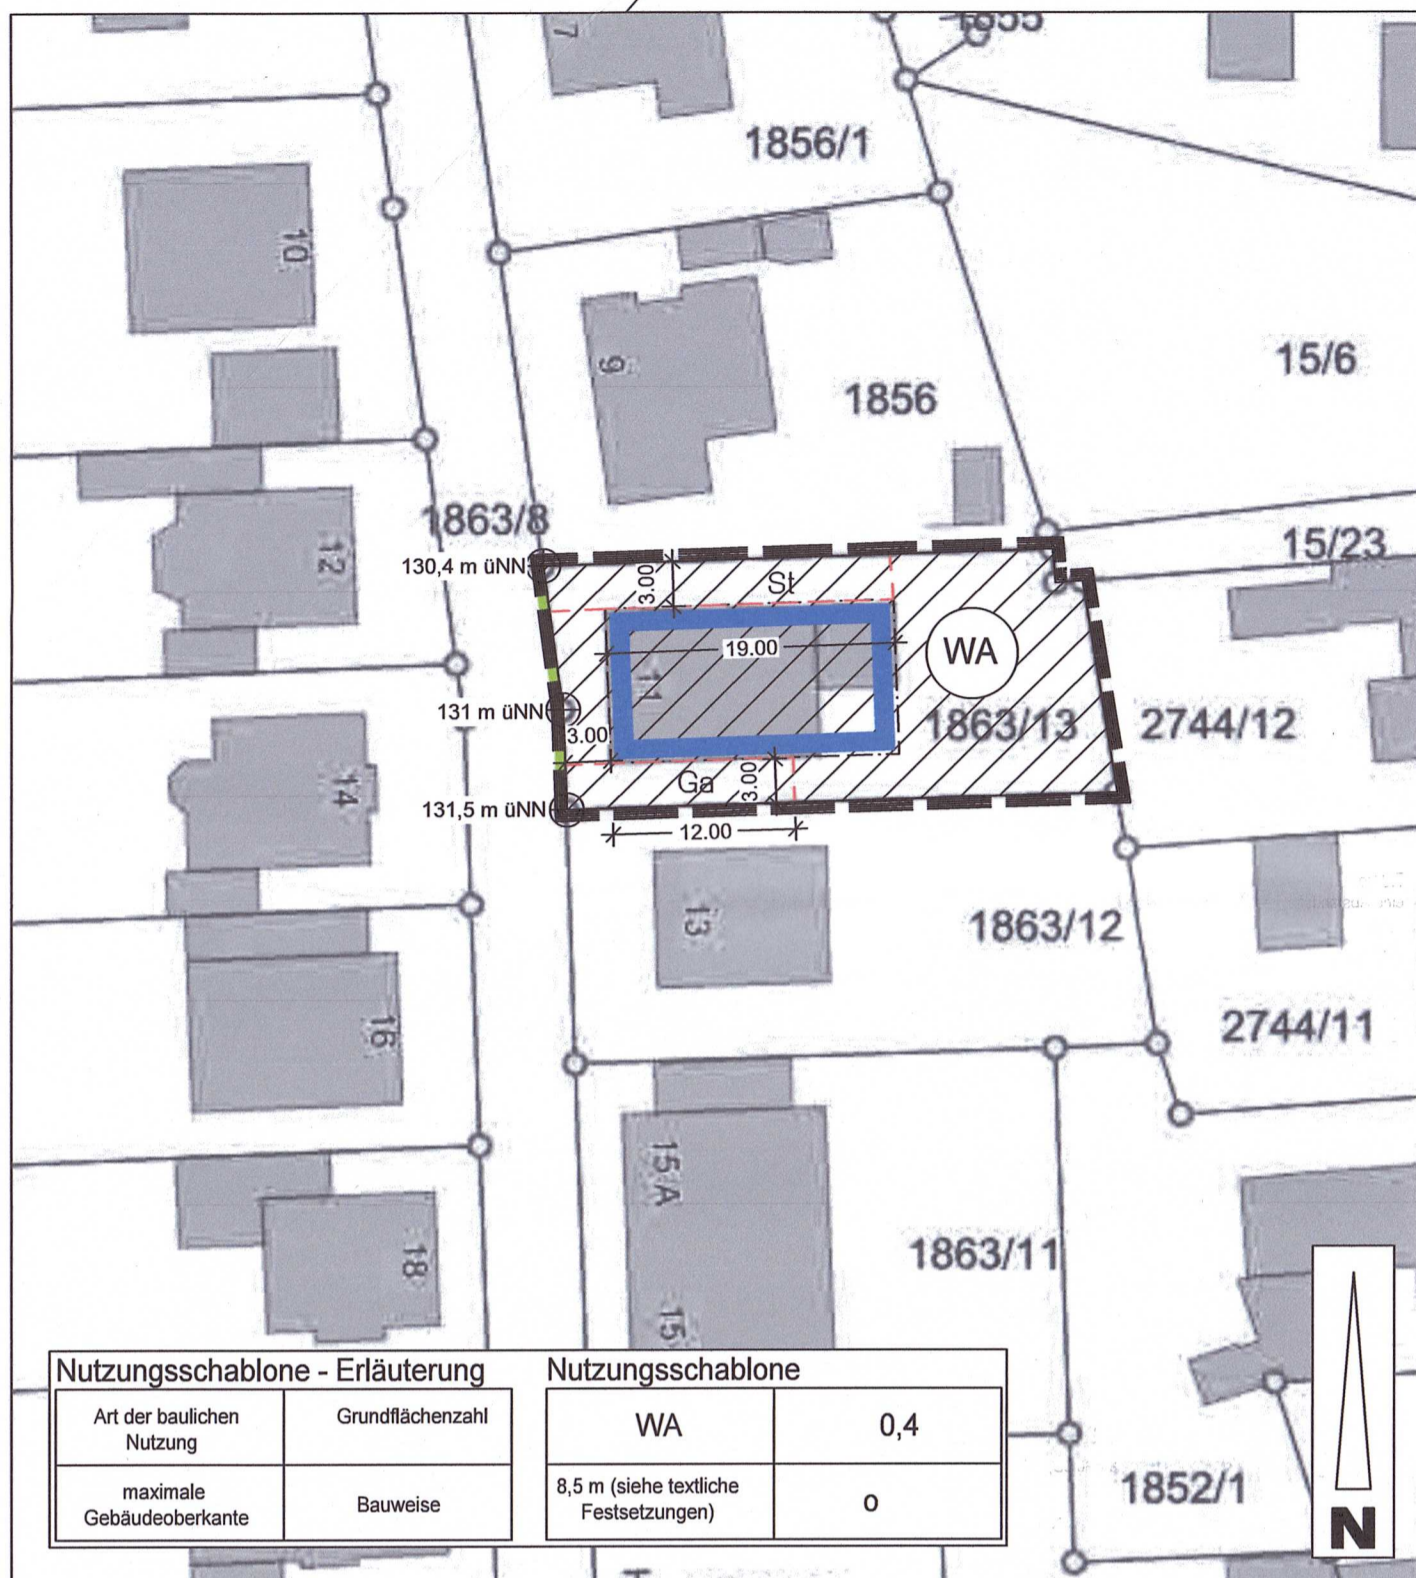 7
1855
1856/1
10
9
15/6
1856
1863/8
12
15/23
130,4 m üNN
3.00
St
19.00
WA
11
131 m üNN
3.00
1863/13
2744/12
14
Ga
3.00
131,5 m üNN
12.00
13
1863/12
16
2744/11
15 A
18
1863/11
15
Nutzungsschablone - Erläuterung
Art der baulichen
Nutzung
Grundflächenzahl
maximale
Gebäudeoberkante
Bauweise
Nutzungsschablone
WA
0,4
8,5 m (siehe textliche
Festsetzungen)
o
1852/1
N